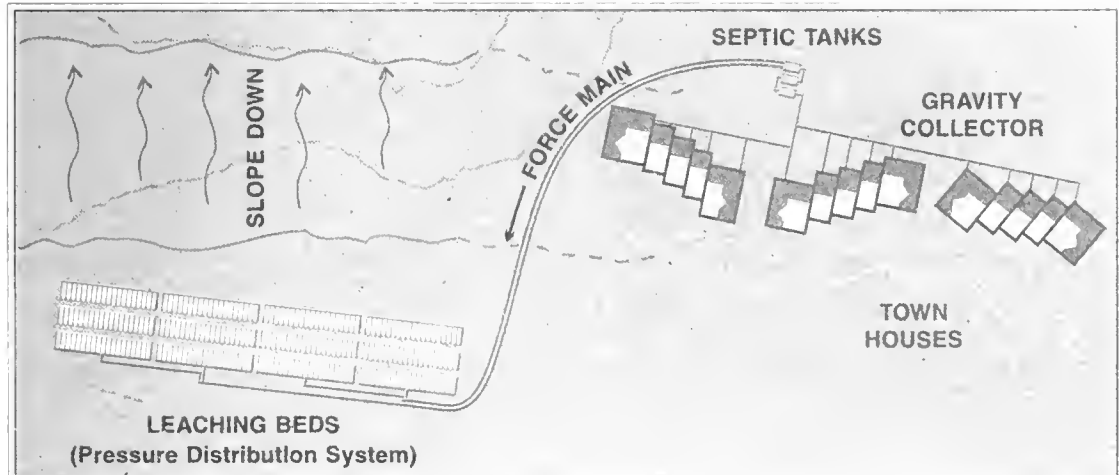 SEPTIC TANKS
GRAVITY
COLLECTOR
FORCE MAIN
SLOPE DOWN
TOWN
HOUSES
LEACHING BEDS
(Pressure Distribution System)